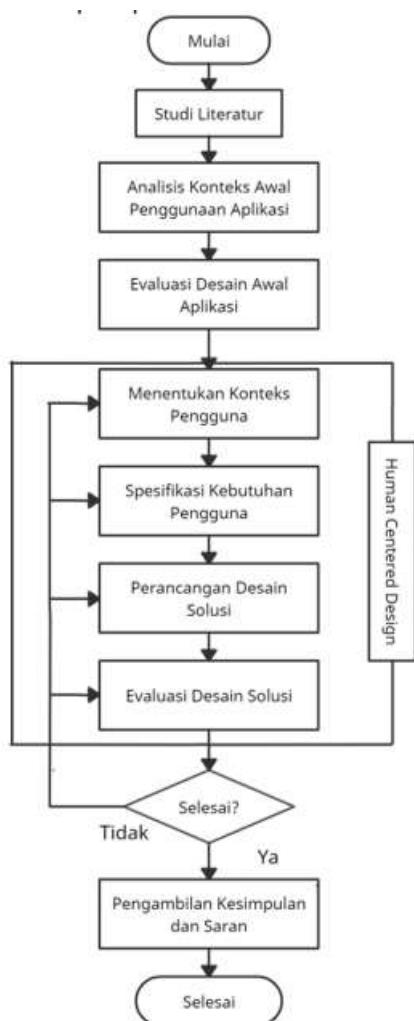 Mulai
Studi Literatur
Analisis Konteks Awal
Penggunaan Aplikasi
Evaluasi Desain Awal
Aplikasi
Menentukan Konteks
Pengguna
Spesifikasi Kebutuhan
Pengguna
Perancangan Desain
Solusi
Evaluasi Desain Solusi
Human Centered Design
Selesai?
Tidak
Ya
Pengambilan Kesimpulan
dan Saran
Selesai